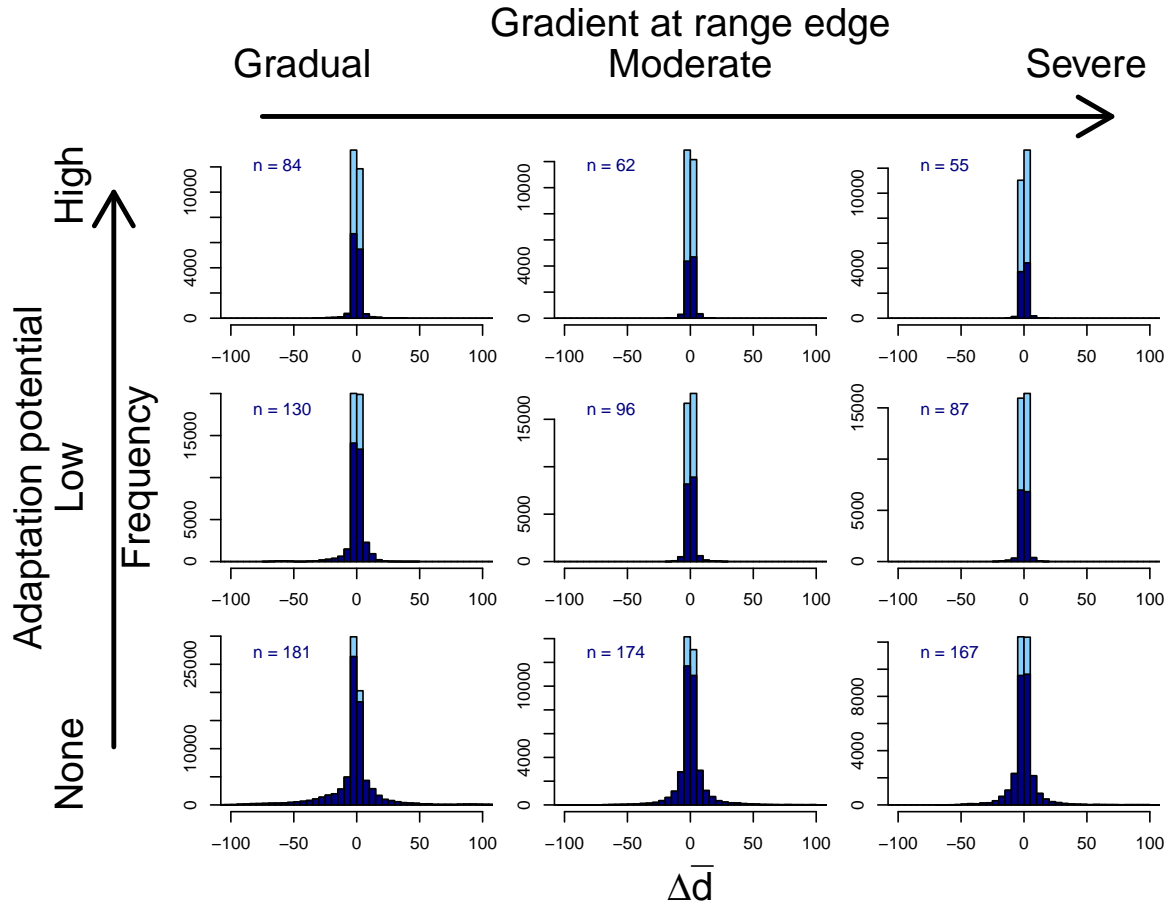 Gradient at range edge
Gradual Moderate Severe
Adaptation potential
High
Low
None
Frequency
n = 84
10000
4000
0
−100 −50 0 50 100
n = 62
10000
4000
0
−100 −50 0 50 100
n = 55
10000
4000
0
−100 −50 0 50 100
n = 130
15000
5000
0
−100 −50 0 50 100
n = 96
15000
5000
0
−100 −50 0 50 100
n = 87
15000
5000
0
−100 −50 0 50 100
n = 181
25000
10000
0
−100 −50 0 50 100
n = 174
10000
4000
0
−100 −50 0 50 100
n = 167
8000
4000
0
−100 −50 0 50 100
Δd̅